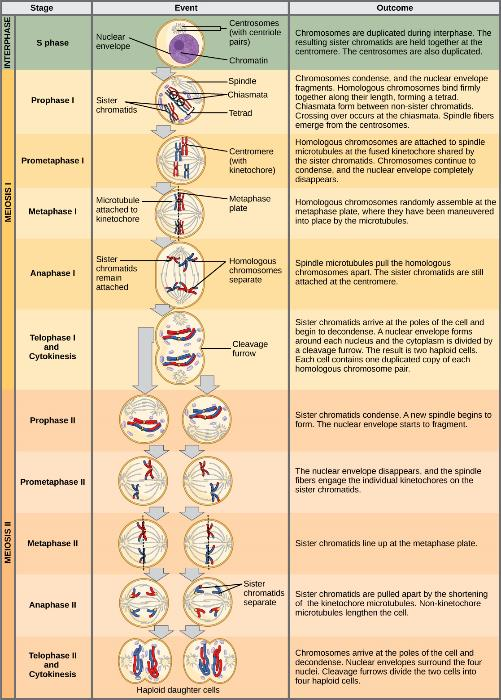 Stage
Event
Outcome
INTERPHASE
S phase
Nuclear
envelope
Centrosomes
(with centriole
pairs)
Chromatin
Chromosomes are duplicated during interphase. The
resulting sister chromatids are held together at the
centromere. The centrosomes are also duplicated.
MEIOSIS I
Prophase I
Sister
chromatids
Spindle
Chiasmata
Tetrad
Chromosomes condense, and the nuclear envelope
fragments. Homologous chromosomes bind firmly
together along their length, forming a tetrad.
Chiasmata form between non-sister chromatids.
Crossing over occurs at the chiasmata. Spindle fibers
emerge from the centrosomes.
Prometaphase I
Centromere
(with
kinetochore)
Homologous chromosomes are attached to spindle
microtubules at the fused kinetochore shared by
the sister chromatids. Chromosomes continue to
condense, and the nuclear envelope completely
disappears.
Metaphase I
Microtubule
attached to
kinetochore
Metaphase
plate
Homologous chromosomes randomly assemble at the
metaphase plate, where they have been maneuvered
into place by the microtubules.
Anaphase I
Sister
chromatids
remain
attached
Homologous
chromosomes
separate
Spindle microtubules pull the homologous
chromosomes apart. The sister chromatids are still
attached at the centromere.
Telophase I
and
Cytokinesis
Cleavage
furrow
Sister chromatids arrive at the poles of the cell and
begin to decondense. A nuclear envelope forms
around each nucleus and the cytoplasm is divided by
a cleavage furrow. The result is two haploid cells.
Each cell contains one duplicated copy of each
homologous chromosome pair.
MEIOSIS II
Prophase II
Sister chromatids condense. A new spindle begins to
form. The nuclear envelope starts to fragment.
Prometaphase II
The nuclear envelope disappears, and the spindle
fibers engage the individual kinetochores on the
sister chromatids.
Metaphase II
Sister chromatids line up at the metaphase plate.
Anaphase II
Sister
chromatids
separate
Sister chromatids are pulled apart by the shortening
of the kinetochore microtubules. Non-kinetochore
microtubules lengthen the cell.
Telophase II
and
Cytokinesis
Haploid daughter cells
Chromosomes arrive at the poles of the cell and
decondense. Nuclear envelopes surround the four
nuclei. Cleavage furrows divide the two cells into
four haploid cells.